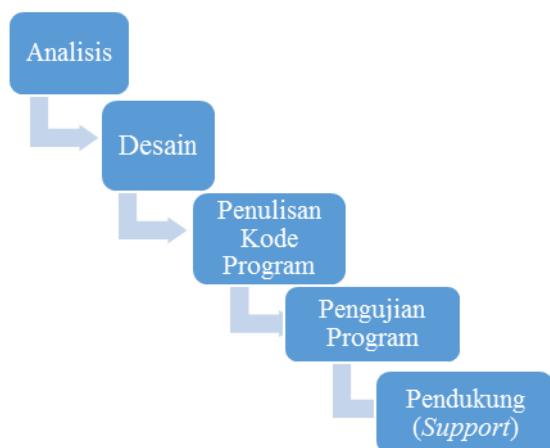 Analisis
Desain
Penulisan
Kode
Program
Pengujian
Program
Pendukung
(Support)